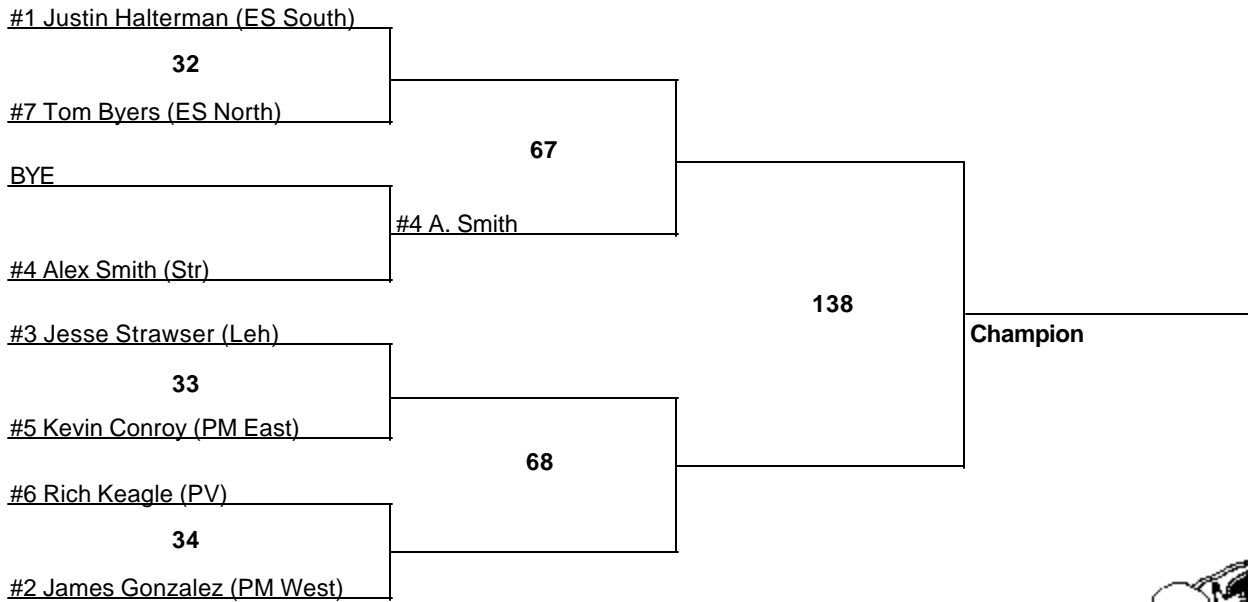 #1 Justin Halterman (ES South)
32
#7 Tom Byers (ES North)
67
BYE
#4 A. Smith
#4 Alex Smith (Str)
138
#3 Jesse Strawser (Leh)
Champion
33
#5 Kevin Conroy (PM East)
68
#6 Rich Keagle (PV)
34
#2 James Gonzalez (PM West)